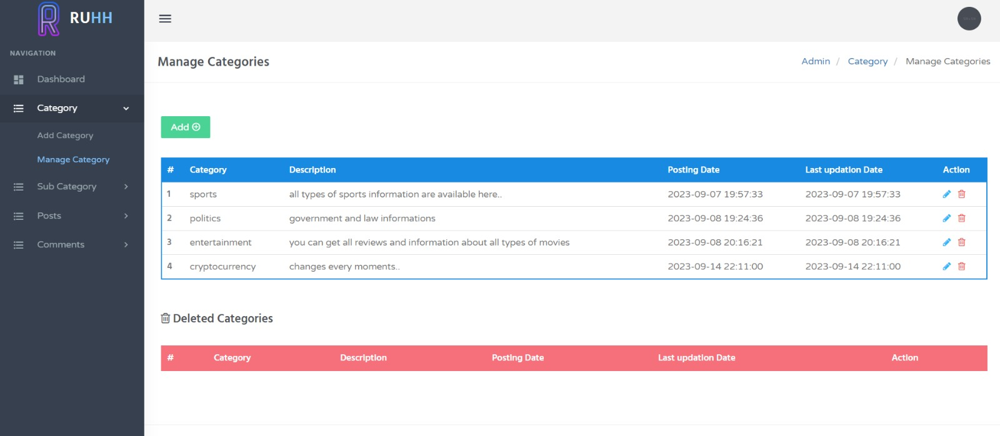 RUHH
NAVIGATION
Dashboard
Category
Add Category
Manage Category
Sub Category
Posts
Comments
Manage Categories
Admin / Category / Manage Categories
Add
# Category Description Posting Date Last updation Date Action
1 sports all types of sports information are available here.. 2023-09-07 19:57:33 2023-09-07 19:57:33
2 politics government and law informations 2023-09-08 19:24:36 2023-09-08 19:24:36
3 entertainment you can get all reviews and information about all types of movies 2023-09-08 20:16:21 2023-09-08 20:16:21
4 cryptocurrency changes every moments.. 2023-09-14 22:11:00 2023-09-14 22:11:00
Deleted Categories
# Category Description Posting Date Last updation Date Action